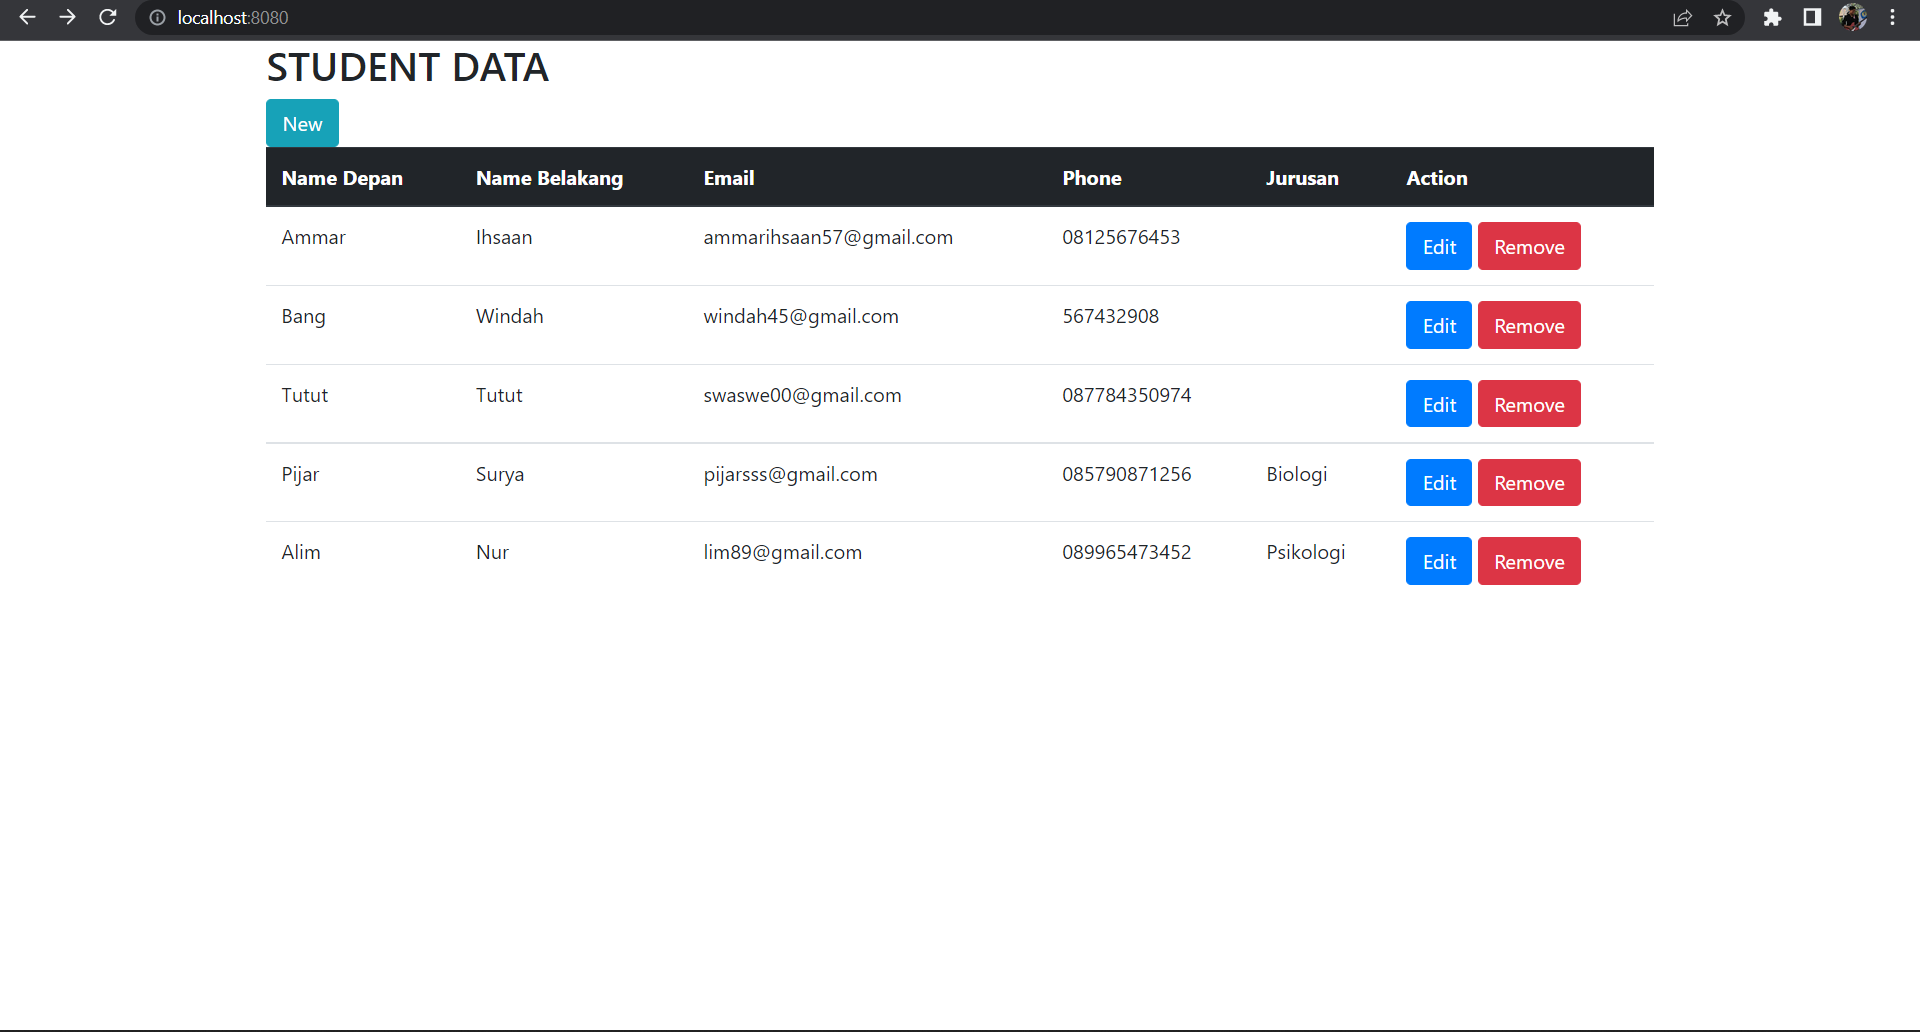 localhost:8080
STUDENT DATA
New
Name Depan Name Belakang Email Phone Jurusan Action
Ammar Ihsaan ammarihsaan57@gmail.com 08125676453 Edit Remove
Bang Windah windah45@gmail.com 567432908 Edit Remove
Tutut Tutut swaswe00@gmail.com 087784350974 Edit Remove
Pijar Surya pijarsss@gmail.com 085790871256 Biologi Edit Remove
Alim Nur lim89@gmail.com 089965473452 Psikologi Edit Remove